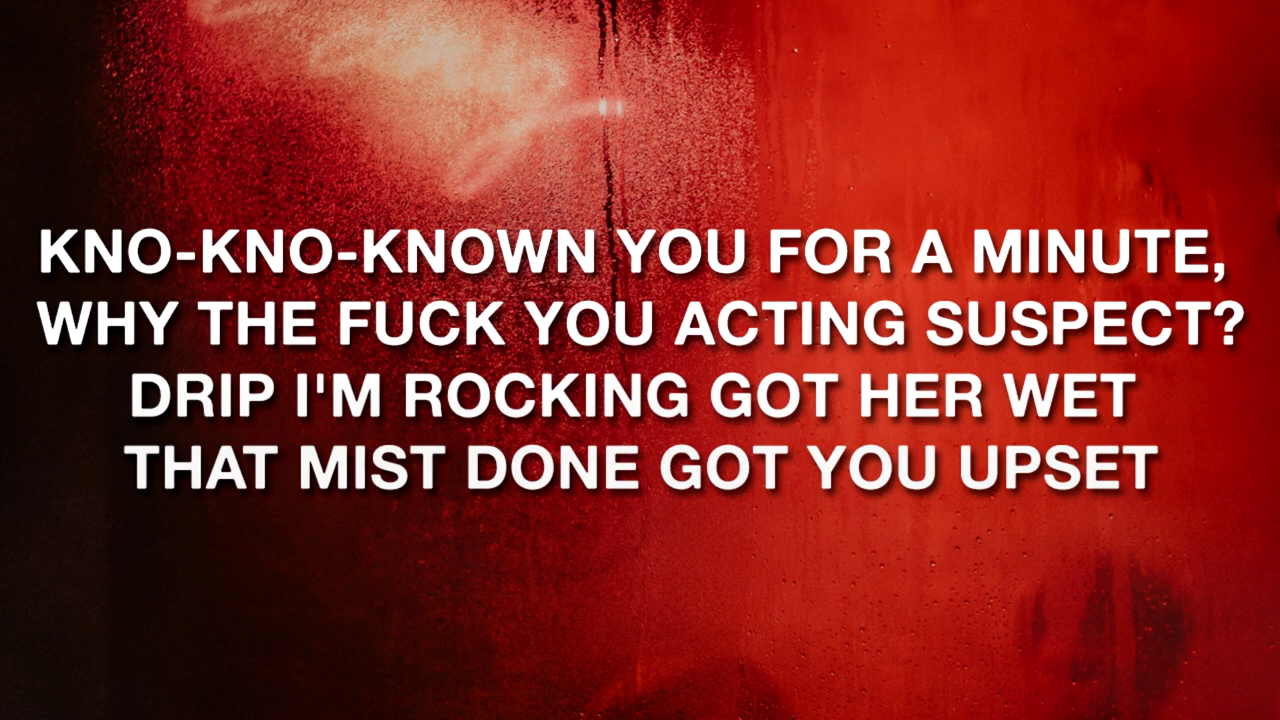 KNO-KNO-KNOWN YOU FOR A MINUTE,
WHY THE FUCK YOU ACTING SUSPECT?
DRIP I'M ROCKING GOT HER WET
THAT MIST DONE GOT YOU UPSET